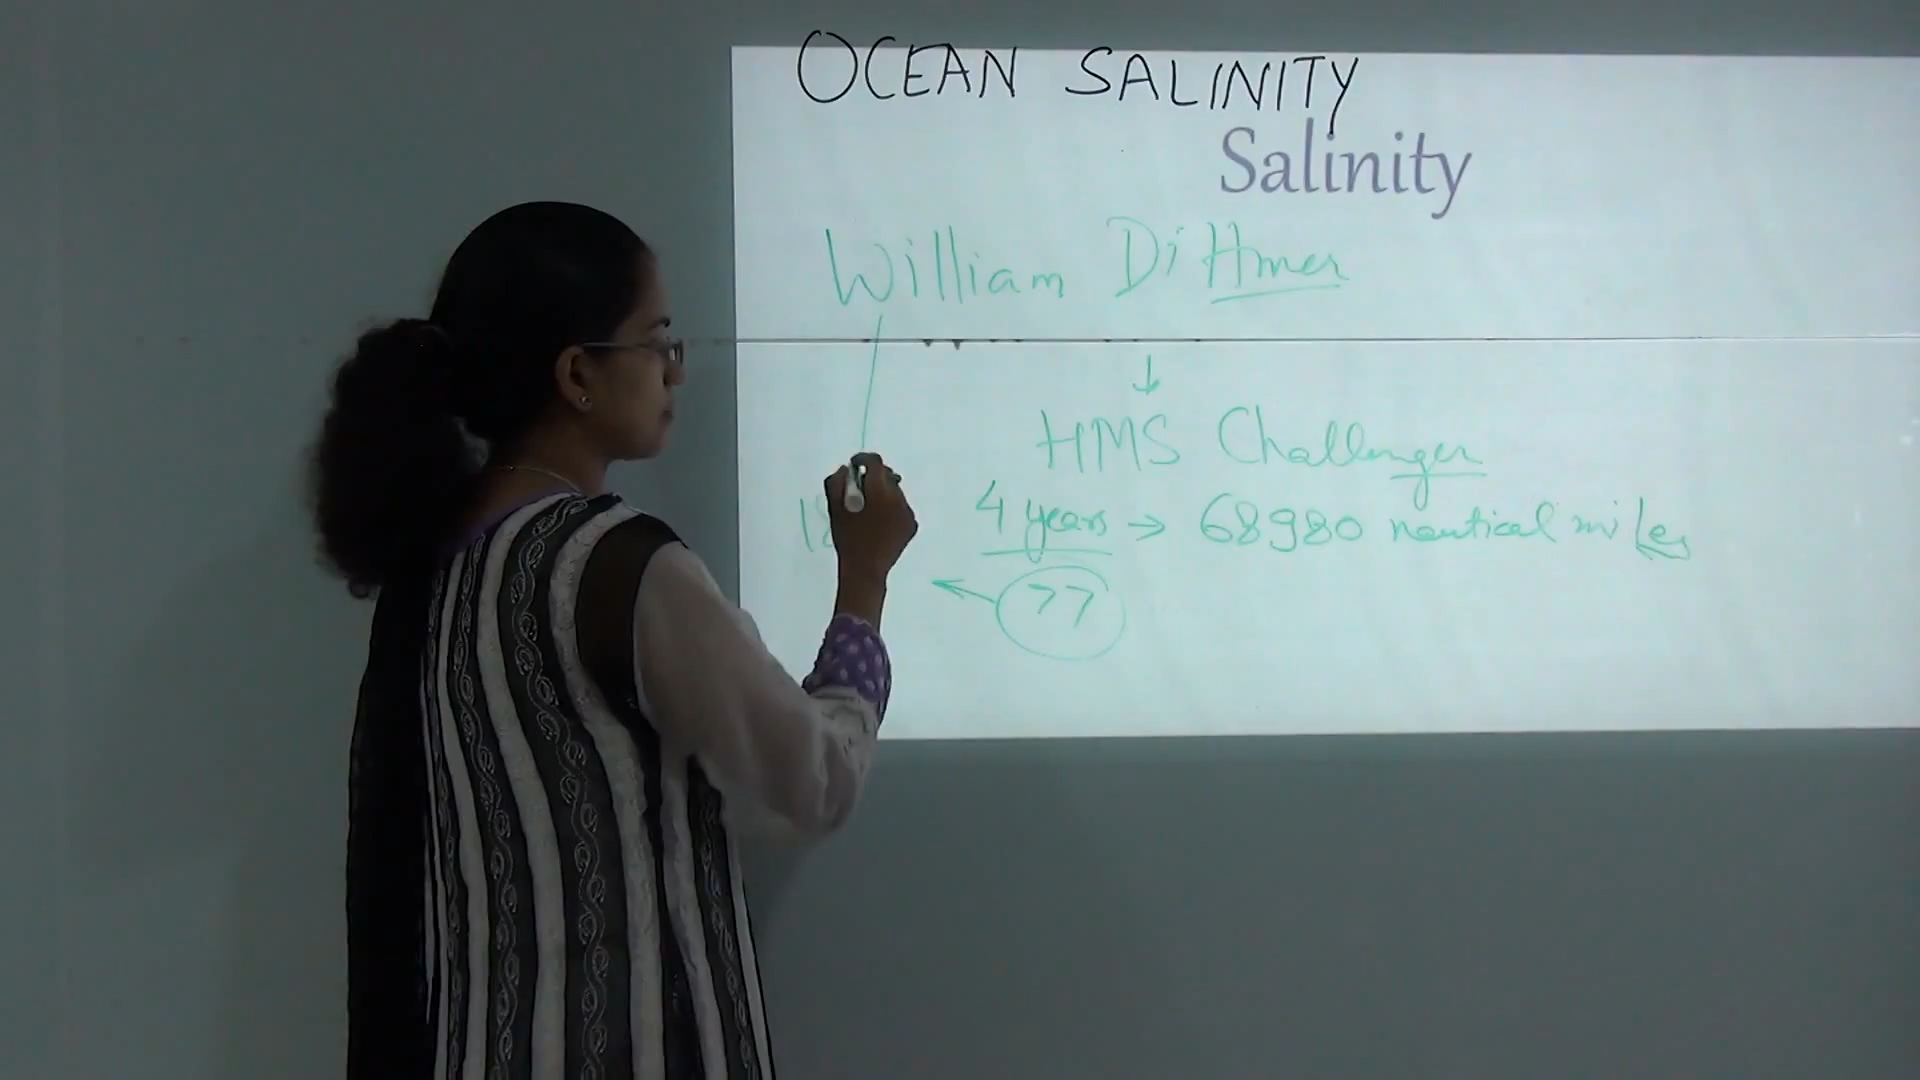 OCEAN SALINITY
Salinity
William Dittmer
HMS Challenger
4 years → 68980 nautical miles
77